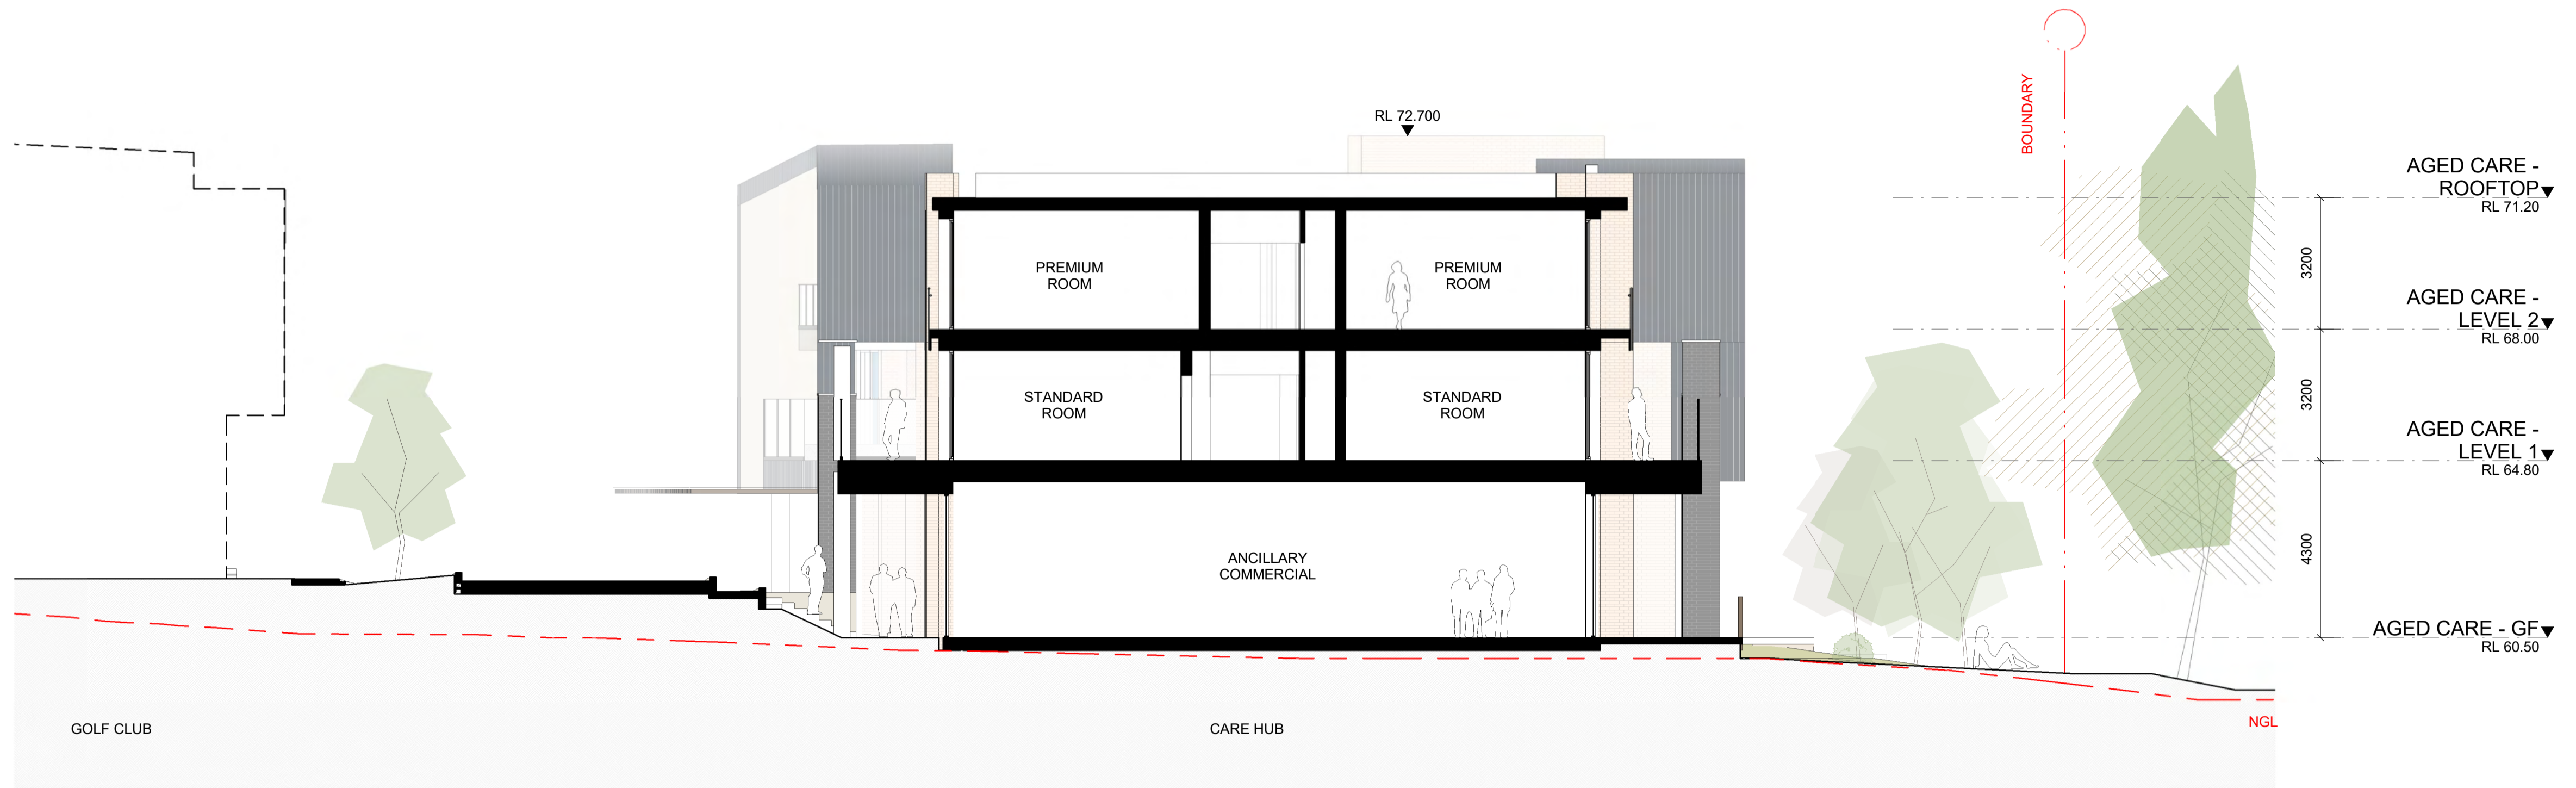 BOUNDARY
RL 72.700
AGED CARE -
ROOFTOP
RL 71.20
3200
PREMIUM
ROOM
PREMIUM
ROOM
AGED CARE -
LEVEL 2
RL 68.00
3200
STANDARD
ROOM
STANDARD
ROOM
AGED CARE -
LEVEL 1
RL 64.80
4300
ANCILLARY
COMMERCIAL
AGED CARE - GF
RL 60.50
NGL
GOLF CLUB
CARE HUB